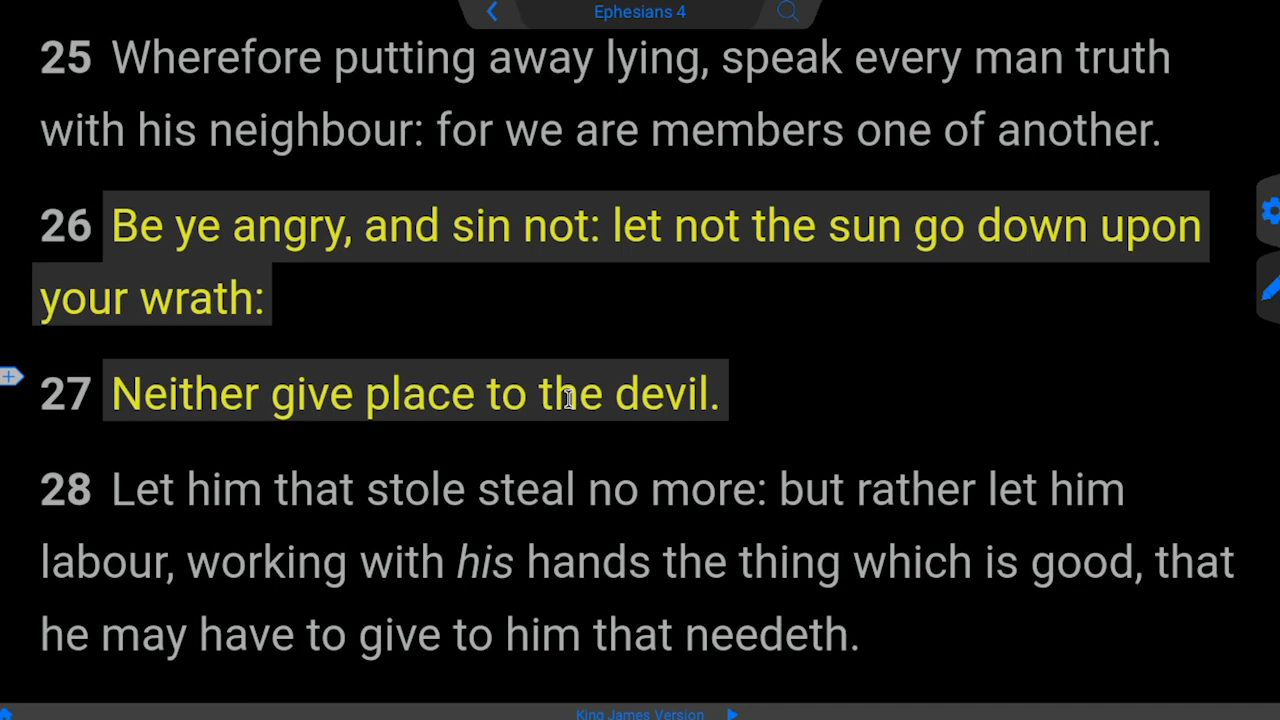 Ephesians 4
25 Wherefore putting away lying, speak every man truth
with his neighbour: for we are members one of another.
26 Be ye angry, and sin not: let not the sun go down upon
your wrath:
27 Neither give place to the devil.
28 Let him that stole steal no more: but rather let him
labour, working with his hands the thing which is good, that
he may have to give to him that needeth.
King James Version